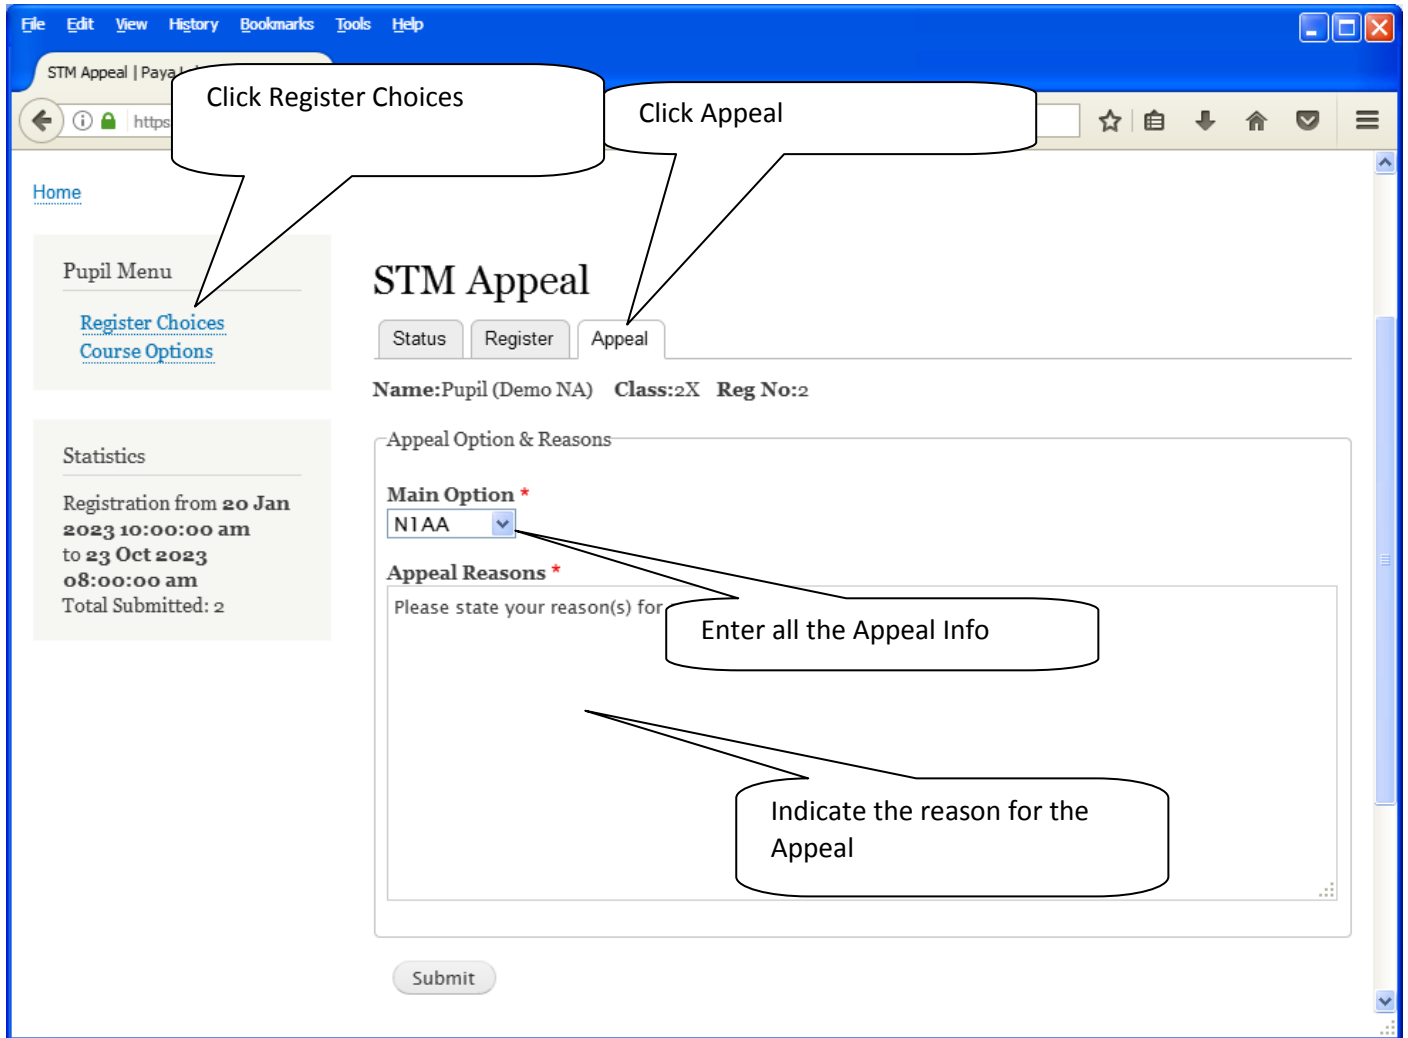 File Edit View History Bookmarks Tools Help
STM Appeal | Paya
Click Register Choices
Click Appeal
https
Home
Pupil Menu
Register Choices
Course Options
Statistics
Registration from 20 Jan
2023 10:00:00 am
to 23 Oct 2023
08:00:00 am
Total Submitted: 2
STM Appeal
Status Register Appeal
Name:Pupil (Demo NA) Class:2X Reg No:2
Appeal Option & Reasons
Main Option *
N1AA
Appeal Reasons *
Please state your reason(s) for
Enter all the Appeal Info
Indicate the reason for the
Appeal
Submit